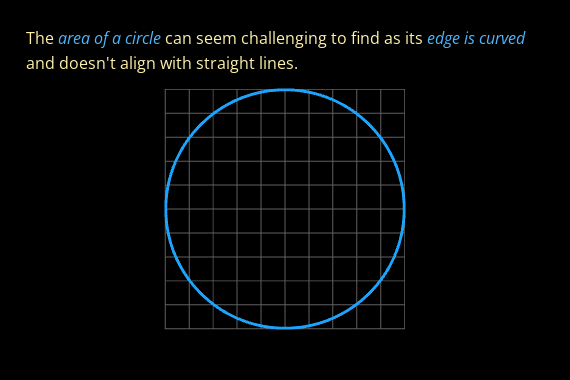 The area of a circle can seem challenging to find as its edge is curved
and doesn't align with straight lines.